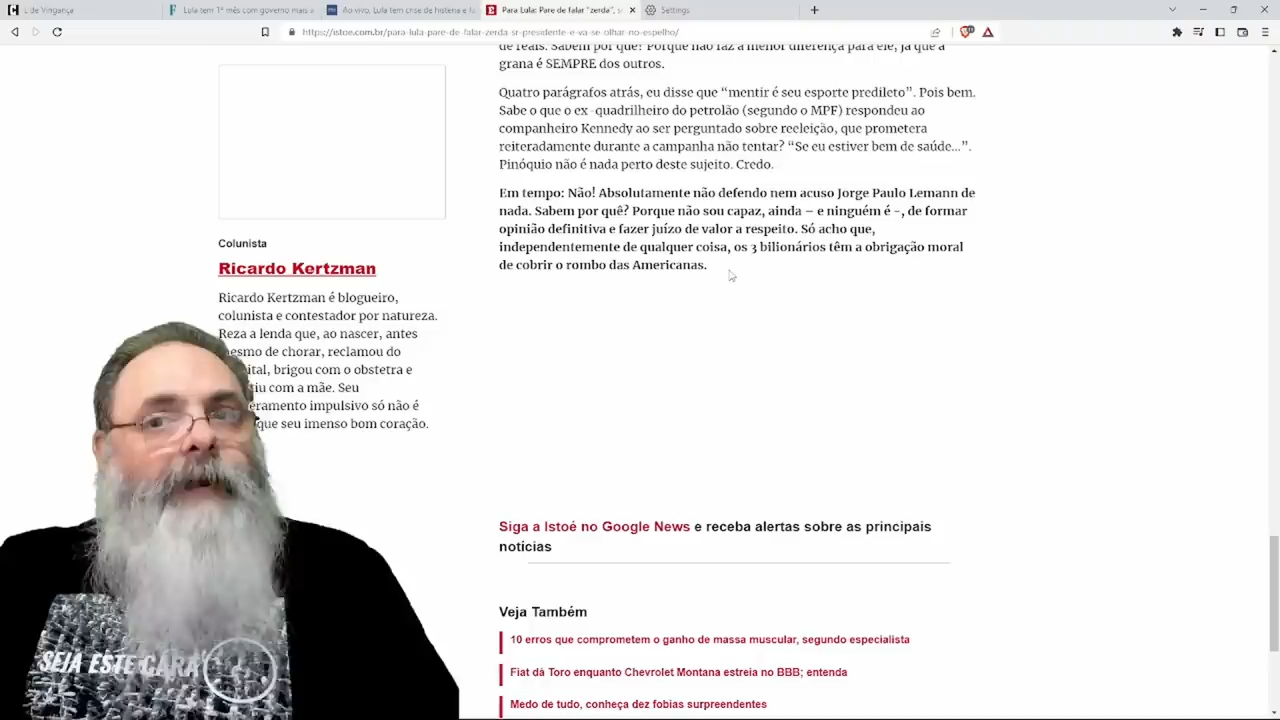 L de Vingança
Lula tem 1º mês com governo mais a
Ao vivo: Lula tem crise de histeria e fa
Para Lula: Pare de falar "zerda", s
Settings
https://istoe.com.br/para-lula-pare-de-falar-zerda-sr-presidente-e-va-se-olhar-no-espelho/
de reais. Sabem por quê? Porque não faz a menor diferença para ele, já que a
grana é SEMPRE dos outros.
Quatro parágrafos atrás, eu disse que “mentir é seu esporte predileto”. Pois bem.
Sabe o que o ex-quadrilheiro do petrolão (segundo o MPF) respondeu ao
companheiro Kennedy ao ser perguntado sobre reeleição, que prometera
reiteradamente durante a campanha não tentar? “Se eu estiver bem de saúde…”.
Pinóquio não é nada perto deste sujeito. Credo.
Em tempo: Não! Absolutamente não defendo nem acuso Jorge Paulo Lemann de
nada. Sabem por quê? Porque não sou capaz, ainda – e ninguém é -, de formar
opinião definitiva e fazer juízo de valor a respeito. Só acho que,
independentemente de qualquer coisa, os 3 bilionários têm a obrigação moral
de cobrir o rombo das Americanas.
Colunista
Ricardo Kertzman
Ricardo Kertzman é blogueiro,
colunista e contestador por natureza.
Reza a lenda que, ao nascer, antes
mesmo de chorar, reclamou do
ital, brigou com o obstetra e
tiu com a mãe. Seu
eramento impulsivo só não é
que seu imenso bom coração.
Siga a Istoé no Google News e receba alertas sobre as principais
notícias
Veja Também
10 erros que comprometem o ganho de massa muscular, segundo especialista
Fiat dá Toro enquanto Chevrolet Montana estreia no BBB; entenda
Medo de tudo, conheça dez fobias surpreendentes
SEJA ESTE CARA